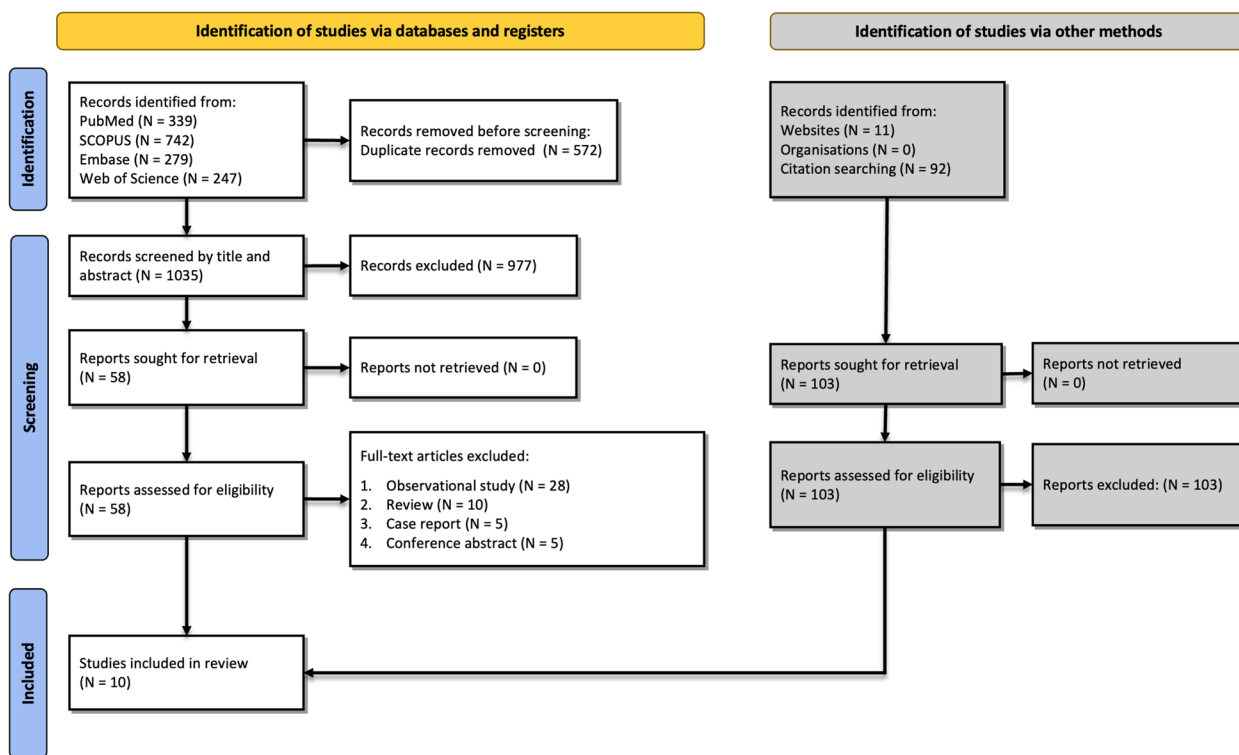 Identification of studies via databases and registers
Identification of studies via other methods
Identification
Records identified from:
PubMed (N = 339)
SCOPUS (N = 742)
Embase (N = 279)
Web of Science (N = 247)
Records removed before screening:
Duplicate records removed (N = 572)
Records identified from:
Websites (N = 11)
Organisations (N = 0)
Citation searching (N = 92)
Screening
Records screened by title and
abstract (N = 1035)
Records excluded (N = 977)
Reports sought for retrieval
(N = 58)
Reports not retrieved (N = 0)
Reports sought for retrieval
(N = 103)
Reports not retrieved
(N = 0)
Reports assessed for eligibility
(N = 58)
Full-text articles excluded:
1. Observational study (N = 28)
2. Review (N = 10)
3. Case report (N = 5)
4. Conference abstract (N = 5)
Reports assessed for eligibility
(N = 103)
Reports excluded: (N = 103)
Included
Studies included in review
(N = 10)